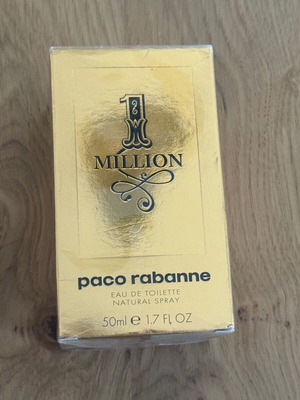 1
MILLION
paco rabanne
EAU DE TOILETTE
NATURAL SPRAY
50ml e 1.7 FL OZ